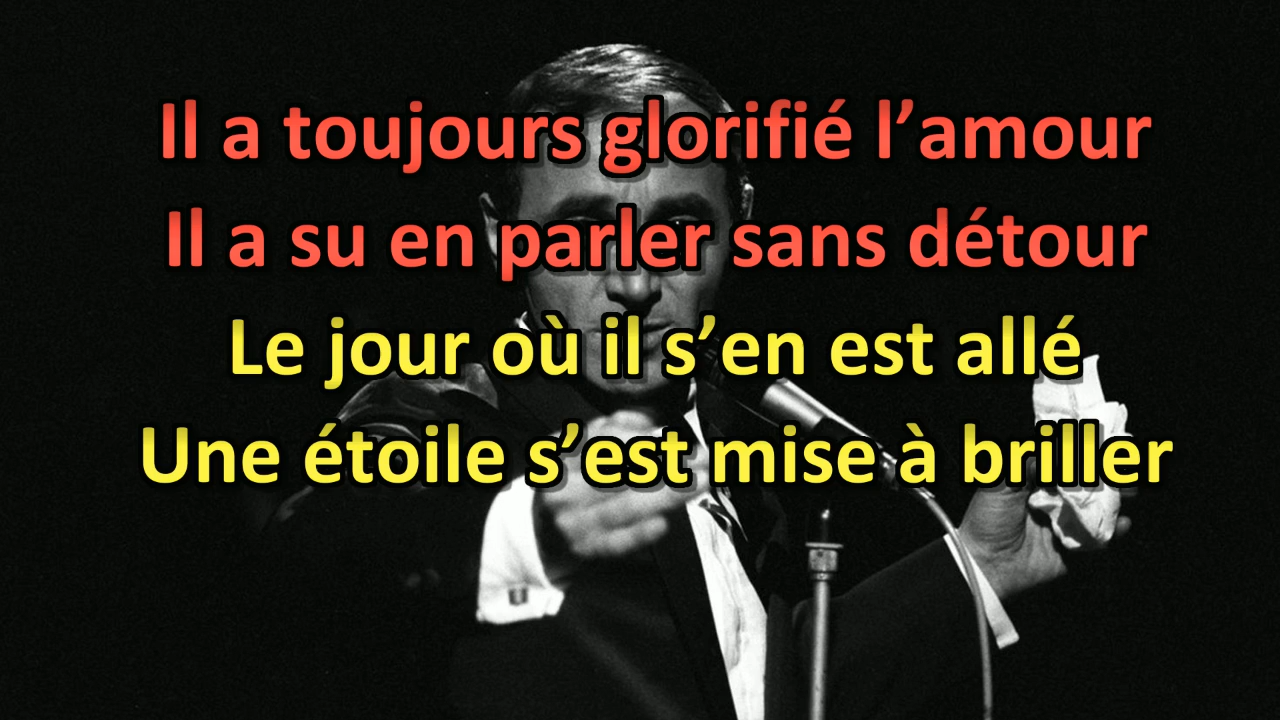 Il a toujours glorifié l’amour
Il a su en parler sans détour
Le jour où il s’en est allé
Une étoile s’est mise à briller